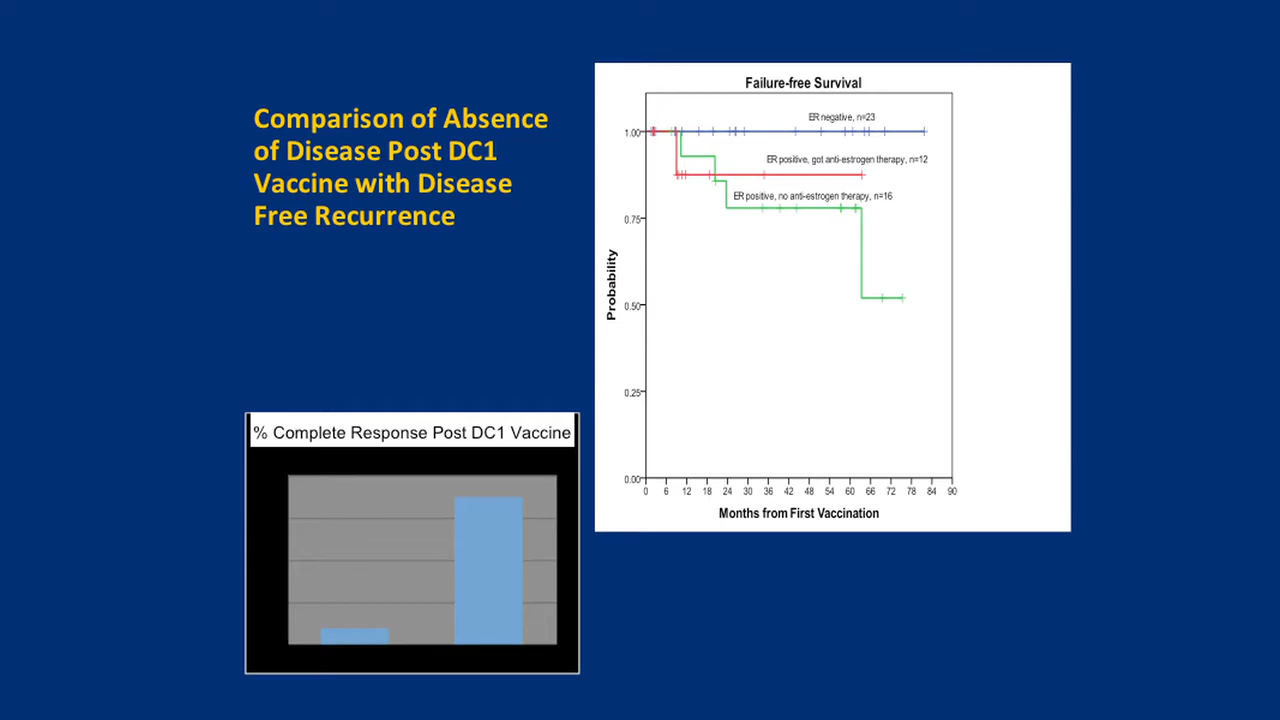 Comparison of Absence
of Disease Post DC1
Vaccine with Disease
Free Recurrence
Failure-free Survival
ER negative, n=23
1.00
ER positive, got anti-estrogen therapy, n=12
ER positive, no anti-estrogen therapy, n=16
0.75
Probability
0.50
0.25
0.00
0 6 12 18 24 30 36 42 48 54 60 66 72 78 84 90
Months from First Vaccination
% Complete Response Post DC1 Vaccine